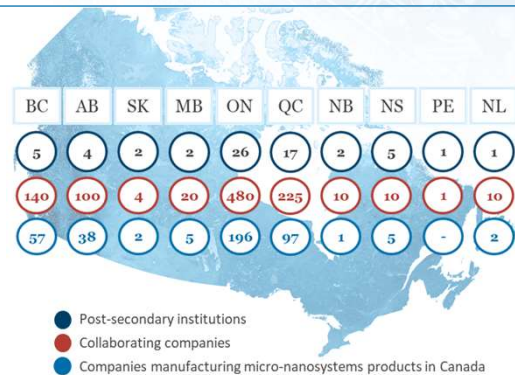 BC AB SK MB ON QC NB NS PE NL
5 4 2 2 26 17 2 5 1 1
140 100 4 20 480 225 10 10 1 10
57 38 2 5 196 97 1 5 - 2
Post-secondary institutions
Collaborating companies
Companies manufacturing micro-nanosystems products in Canada